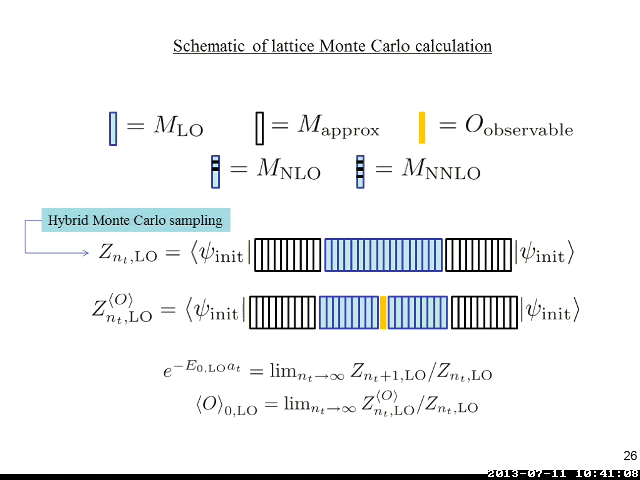 Schematic of lattice Monte Carlo calculation
= M_LO = M_approx = O_observable
= M_NLO = M_NNLO
Hybrid Monte Carlo sampling
Z_{n_t,LO} = ⟨ψ_init| |ψ_init⟩
Z^{⟨O⟩}_{n_t,LO} = ⟨ψ_init| |ψ_init⟩
e^{−E_{0,LO}a_t} = lim_{n_t→∞} Z_{n_t+1,LO}/Z_{n_t,LO}
⟨O⟩_{0,LO} = lim_{n_t→∞} Z^{⟨O⟩}_{n_t,LO}/Z_{n_t,LO}
26
2013-07-11 10:41:08